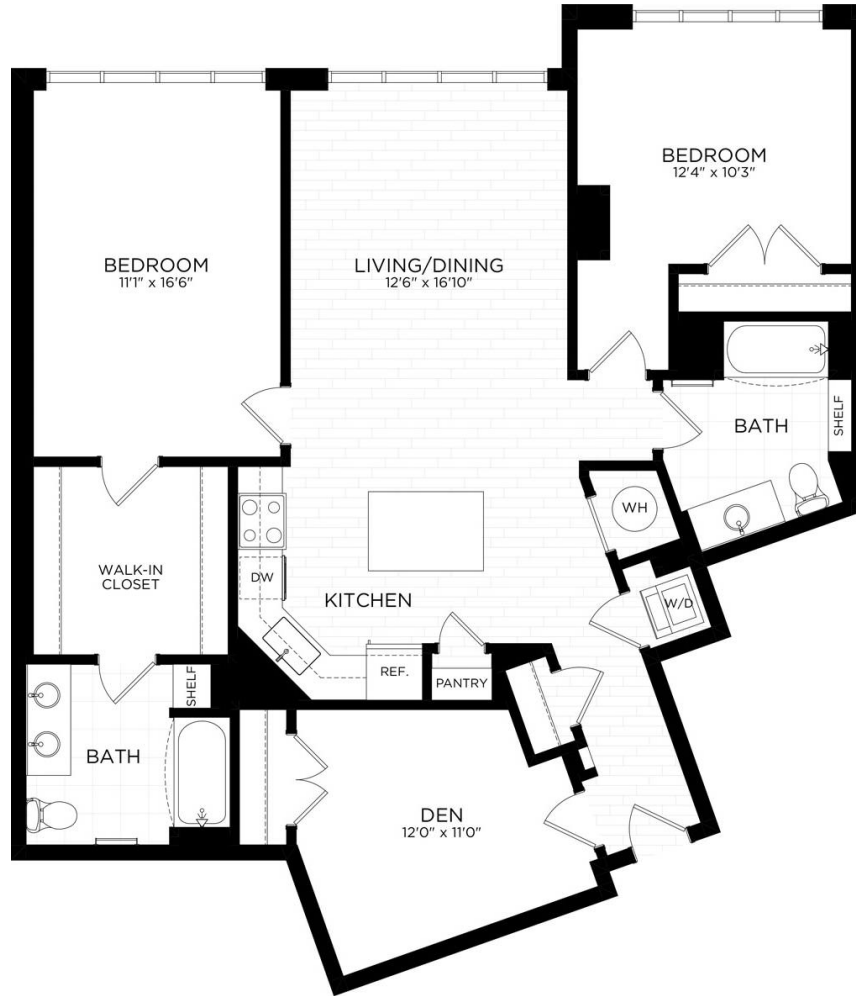 BEDROOM
12'4" x 10'3"
BEDROOM
11'1" x 16'6"
LIVING/DINING
12'6" x 16'10"
BATH
SHELF
WH
WALK-IN
CLOSET
DW
KITCHEN
W/D
REF.
PANTRY
SHELF
BATH
DEN
12'0" x 11'0"